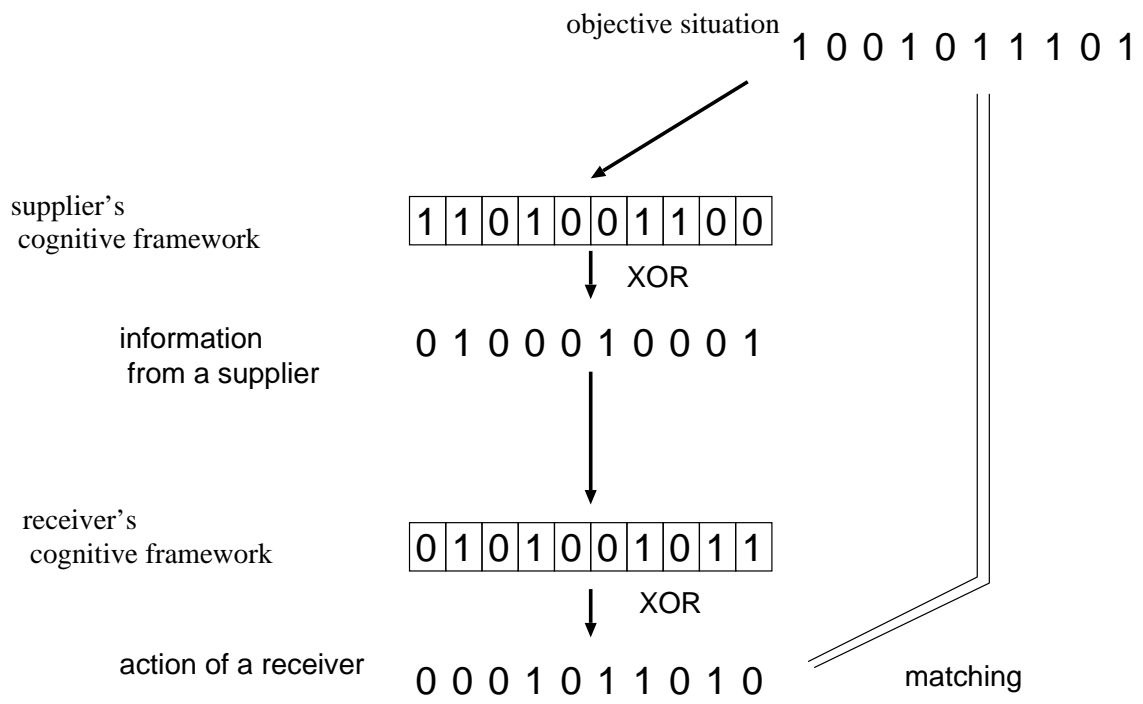 objective situation
1 0 0 1 0 1 1 1 0 1
supplier's
cognitive framework
1 1 0 1 0 0 1 1 0 0
XOR
information
from a supplier
0 1 0 0 0 1 0 0 0 1
receiver's
cognitive framework
0 1 0 1 0 0 1 0 1 1
XOR
action of a receiver
0 0 0 1 0 1 1 0 1 0
matching